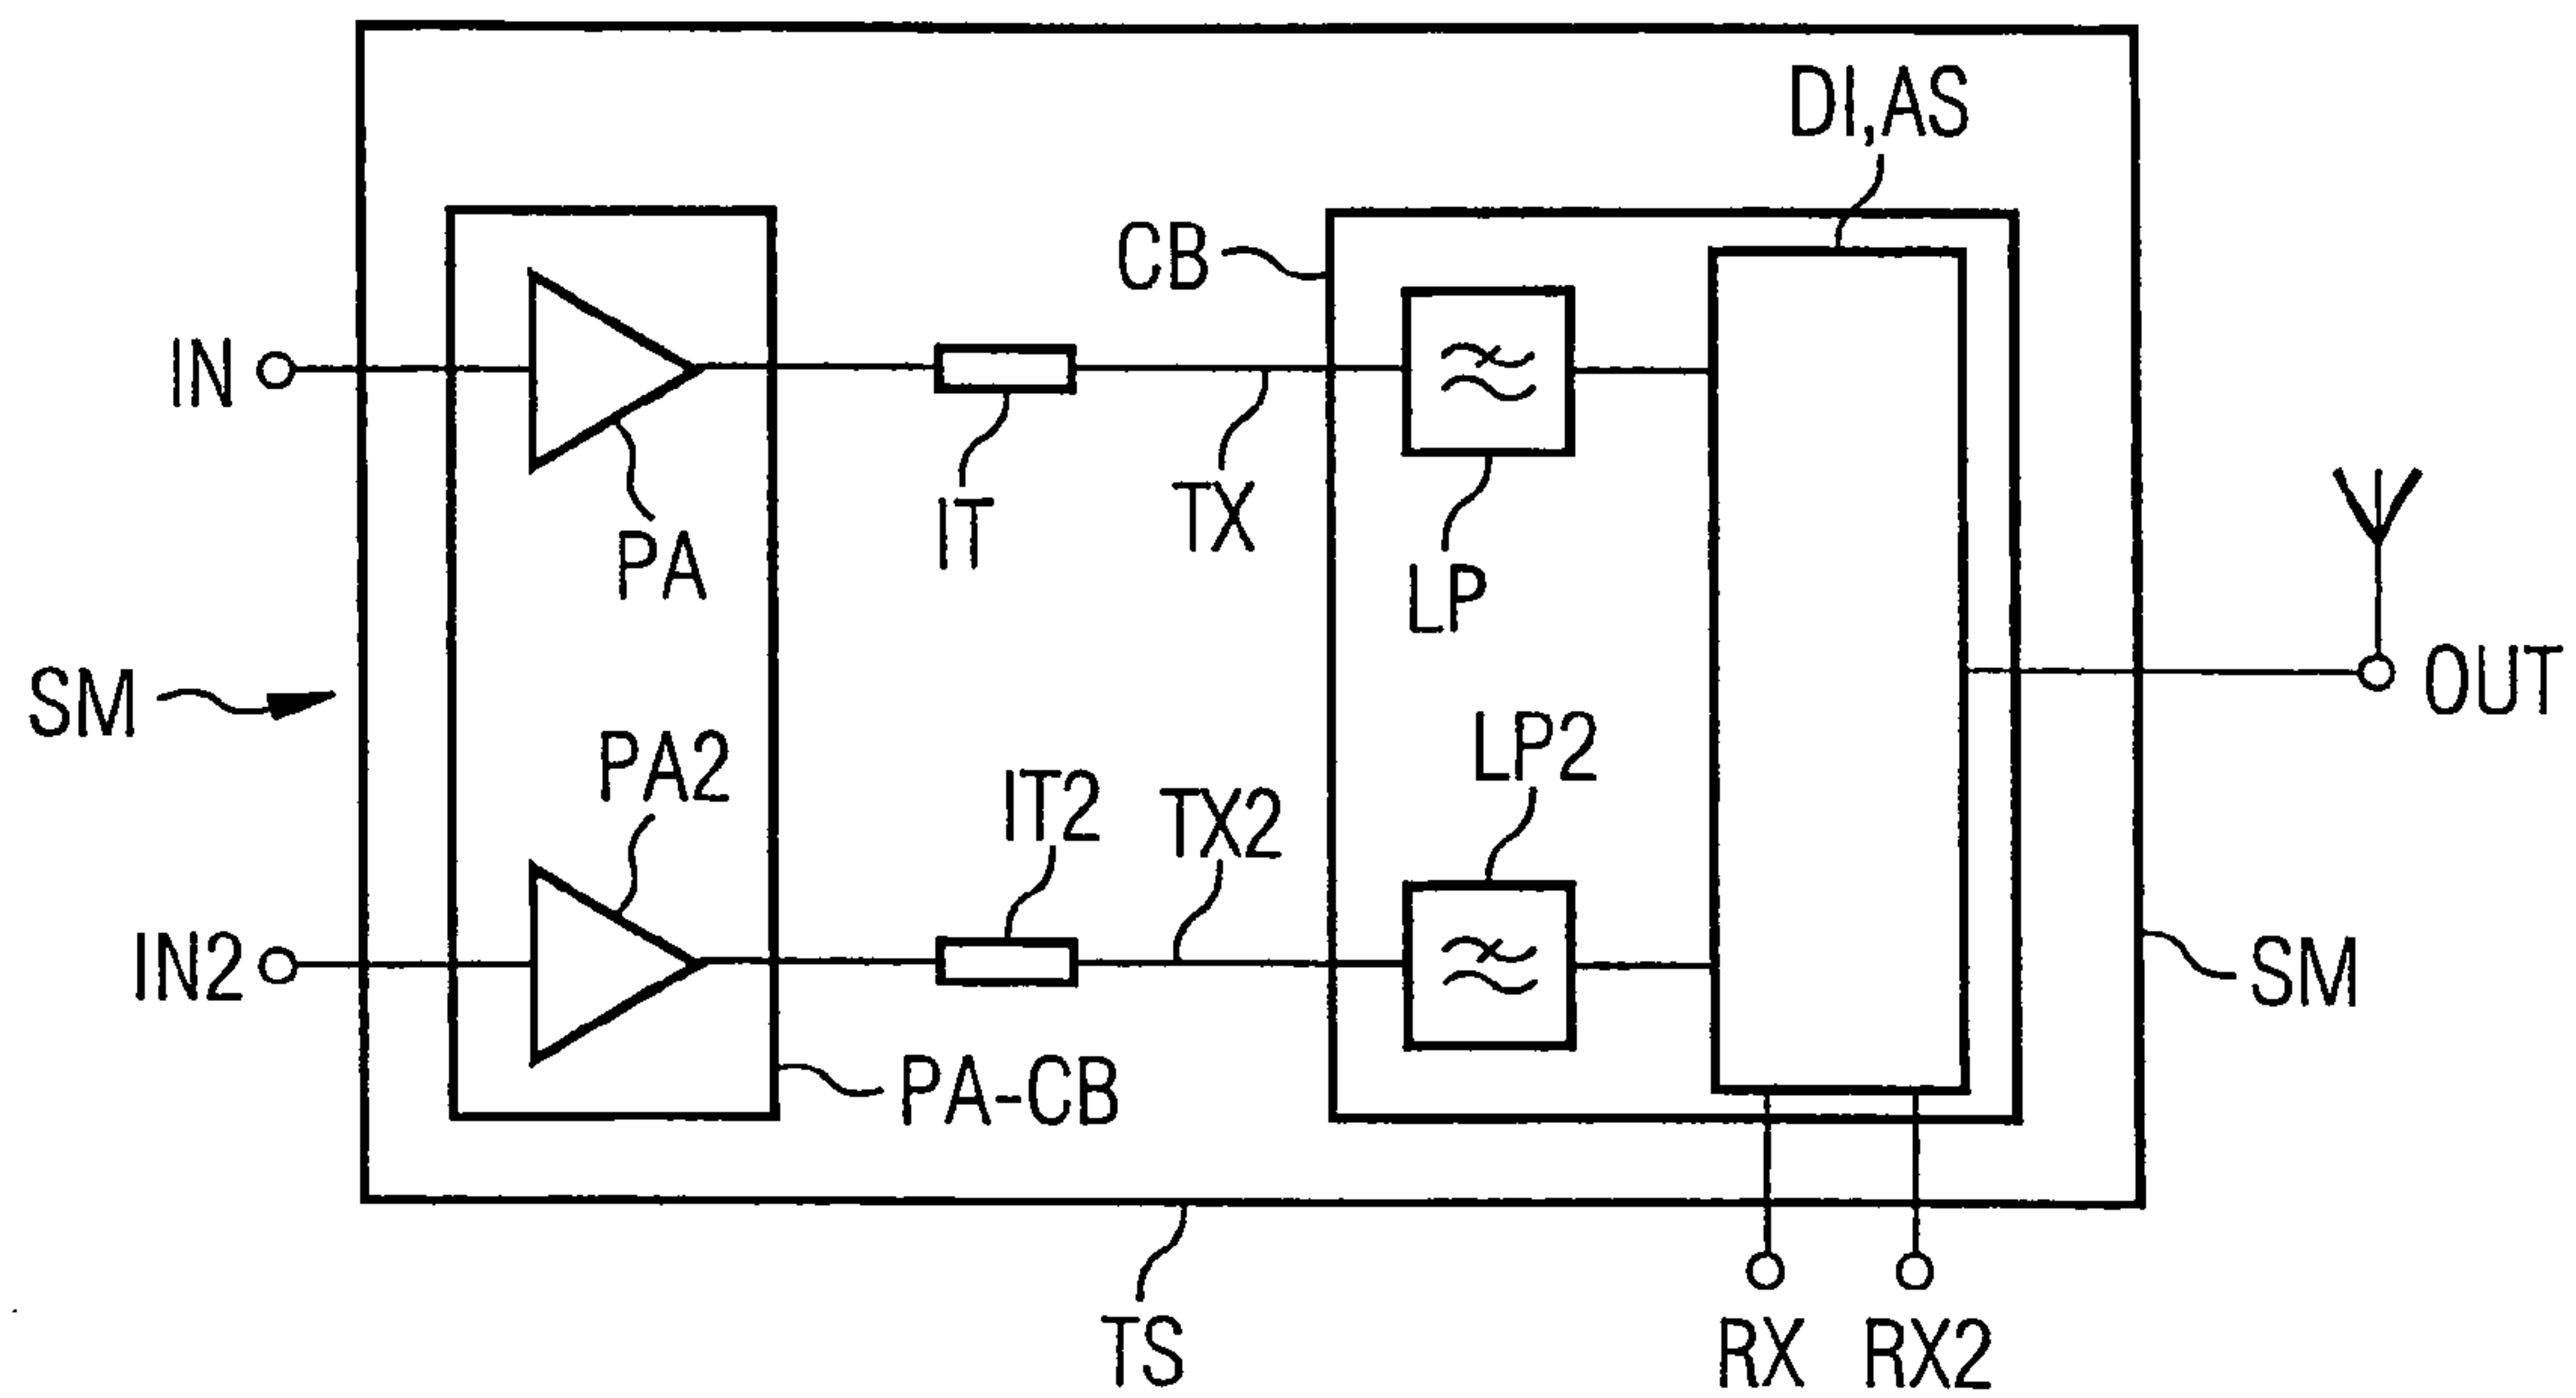 DI,AS
CB
IN
IT
TX
PA
LP
SM
OUT
PA2
LP2
IT2
TX2
IN2
SM
PA-CB
TS
RX
RX2